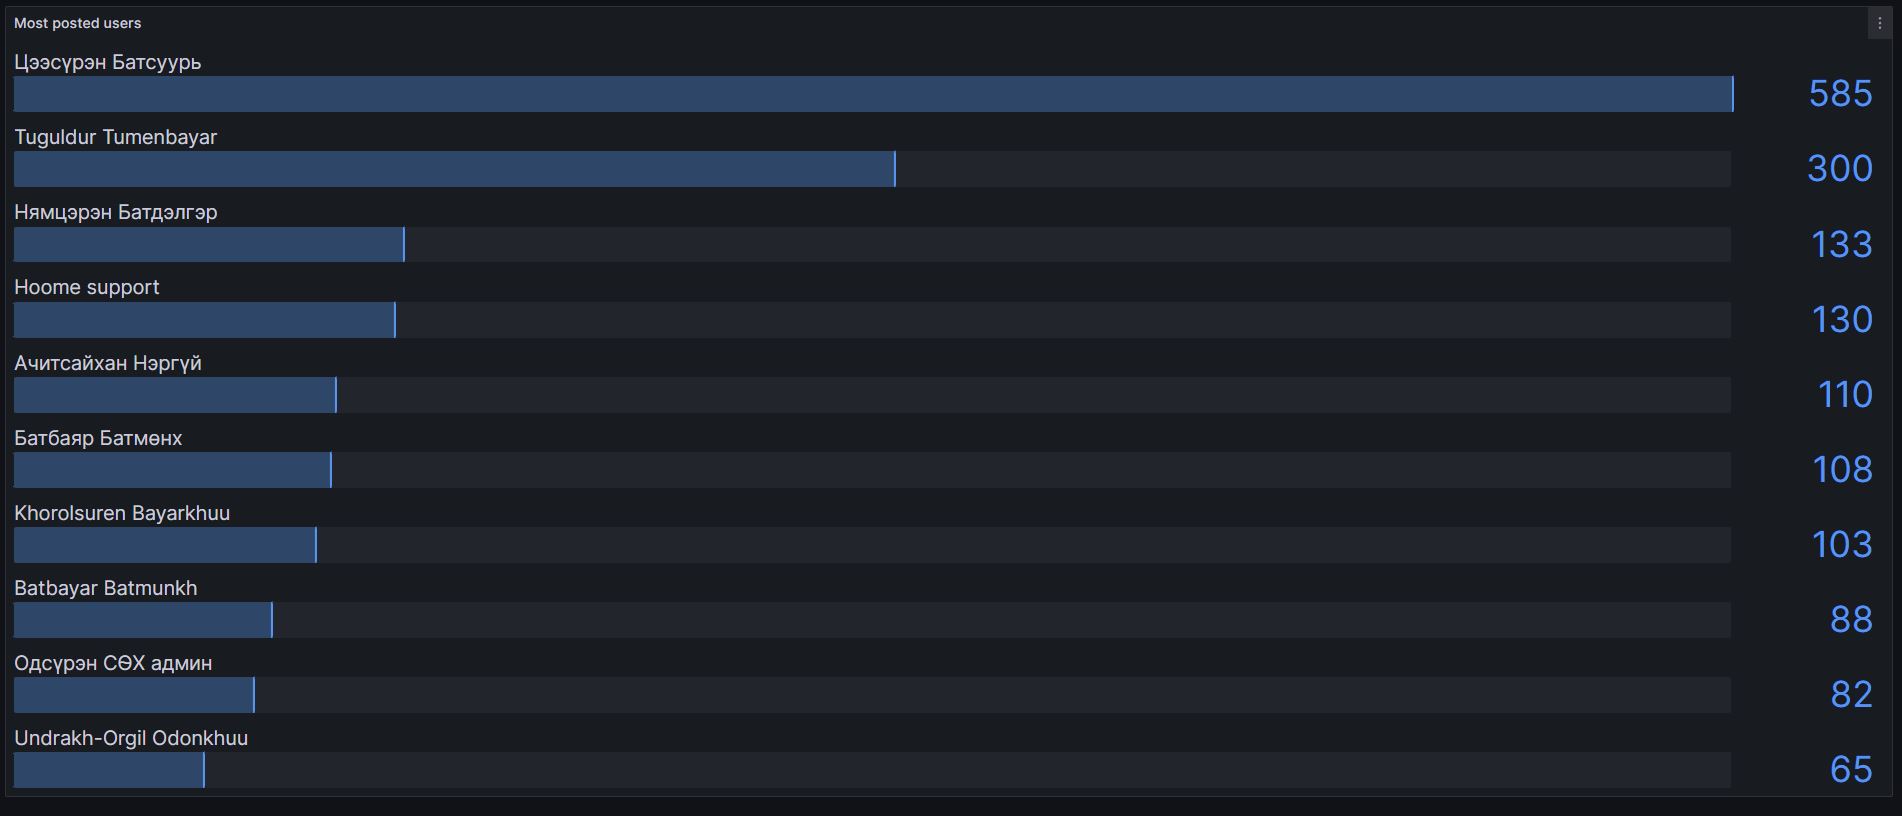 Most posted users
Цээсүрэн Батсуурь
585
Tuguldur Tumenbayar
300
Нямцэрэн Батдэлгэр
133
Hoome support
130
Ачитсайхан Нэргүй
110
Батбаяр Батмөнх
108
Khorolsuren Bayarkhuu
103
Batbayar Batmunkh
88
Одсүрэн СӨХ админ
82
Undrakh-Orgil Odonkhuu
65